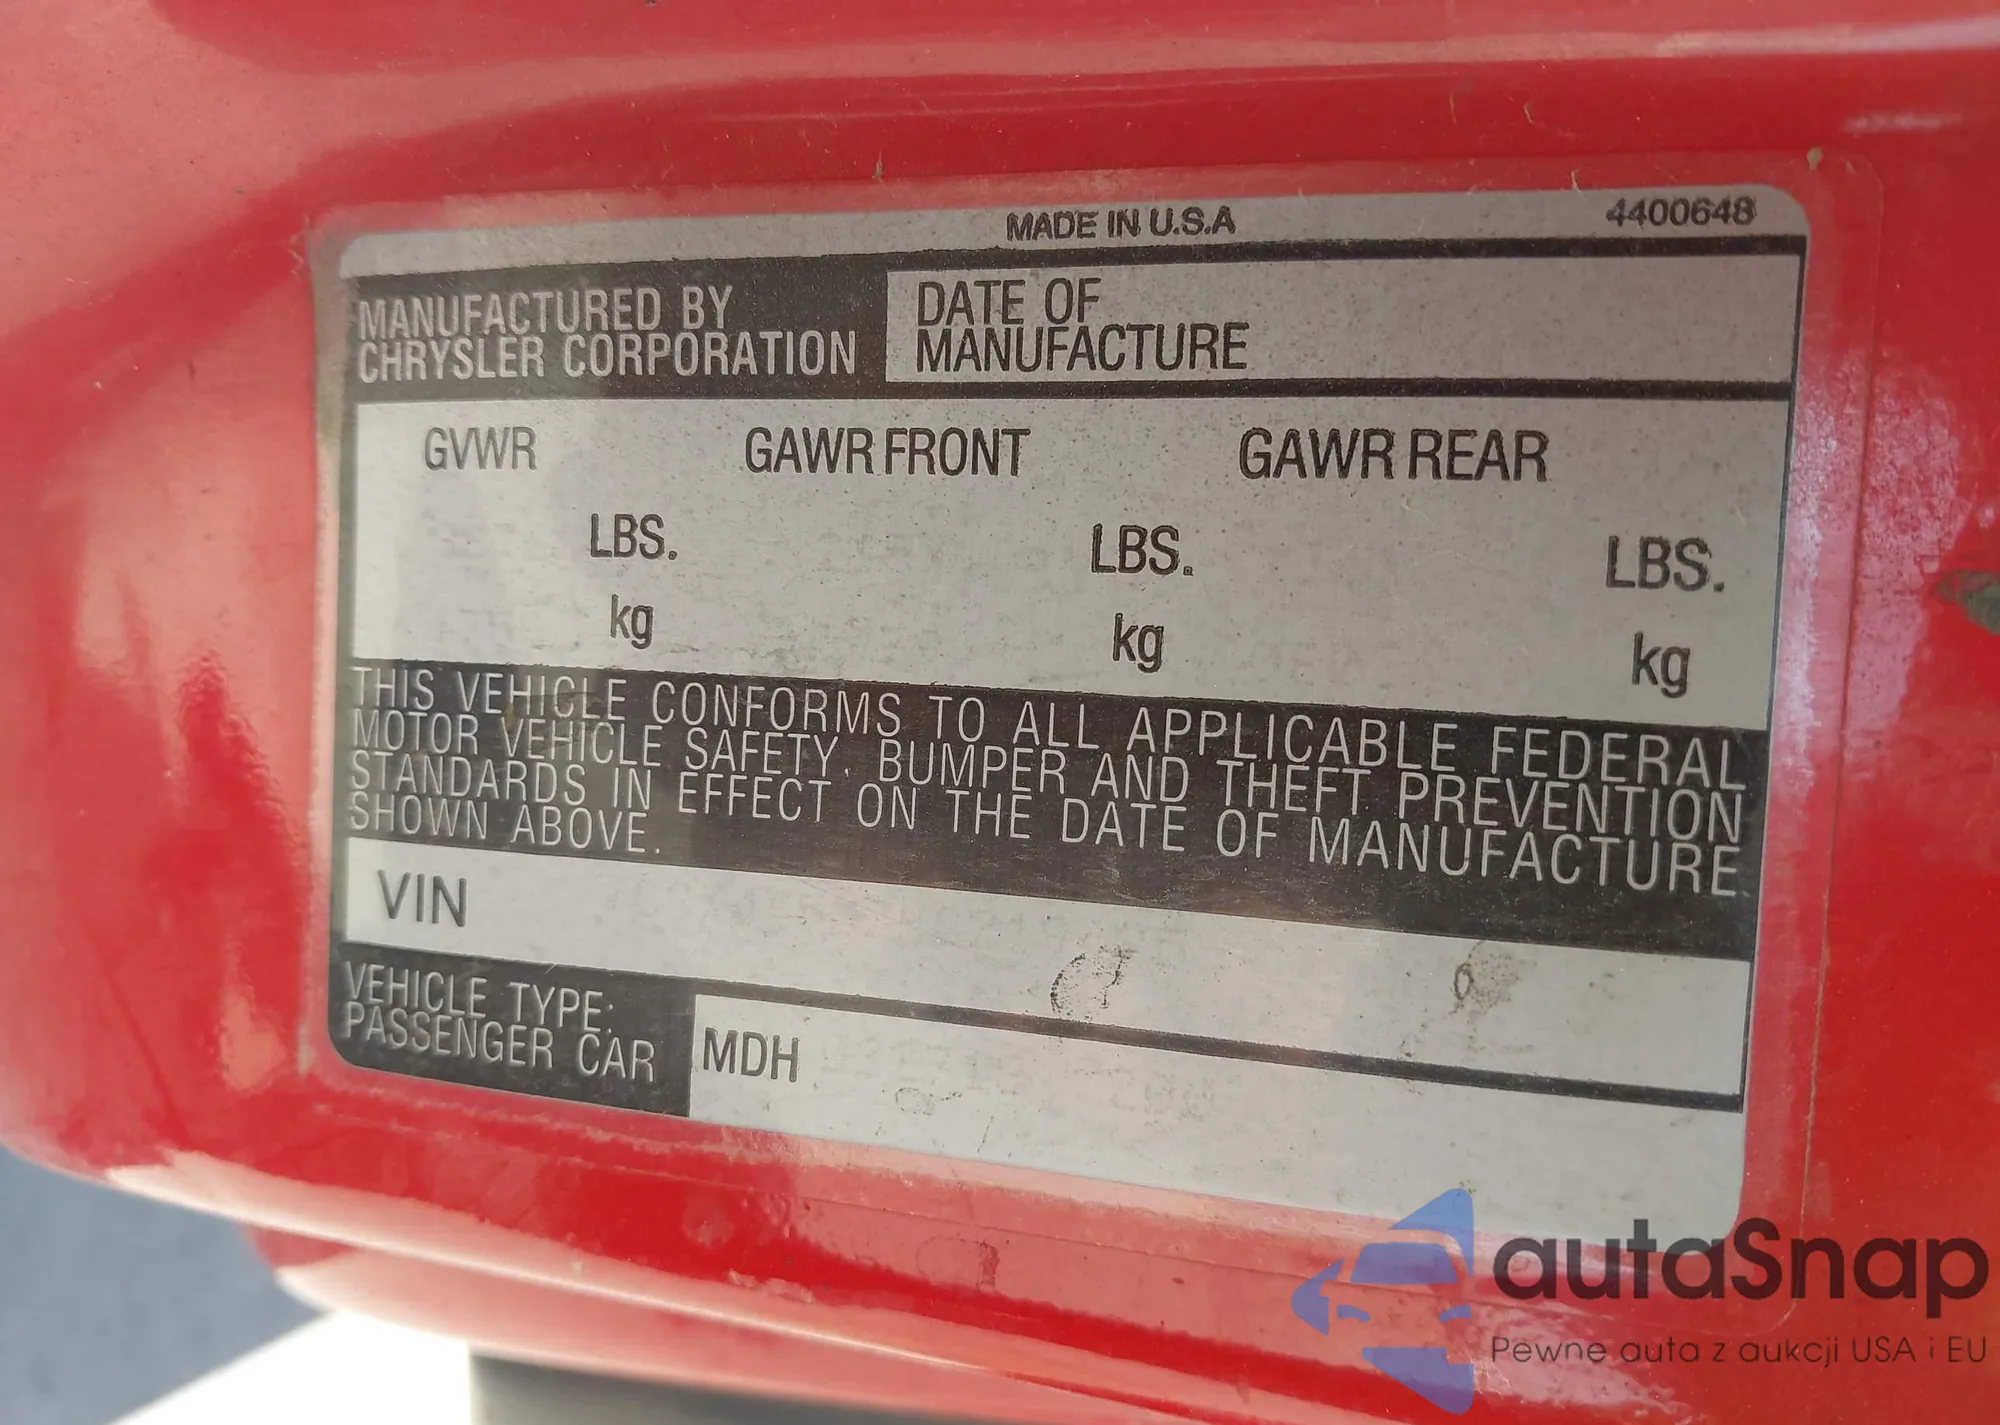 MADE IN U.S.A
4400648
MANUFACTURED BY
CHRYSLER CORPORATION
DATE OF
MANUFACTURE
GVWR GAWR FRONT GAWR REAR
LBS. LBS. LBS.
kg kg kg
THIS VEHICLE CONFORMS TO ALL APPLICABLE FEDERAL
MOTOR VEHICLE SAFETY, BUMPER AND THEFT PREVENTION
STANDARDS IN EFFECT ON THE DATE OF MANUFACTURE
SHOWN ABOVE.
VIN
VEHICLE TYPE:
PASSENGER CAR
MDH
autaSnap
Pewne auta z aukcji USA i EU